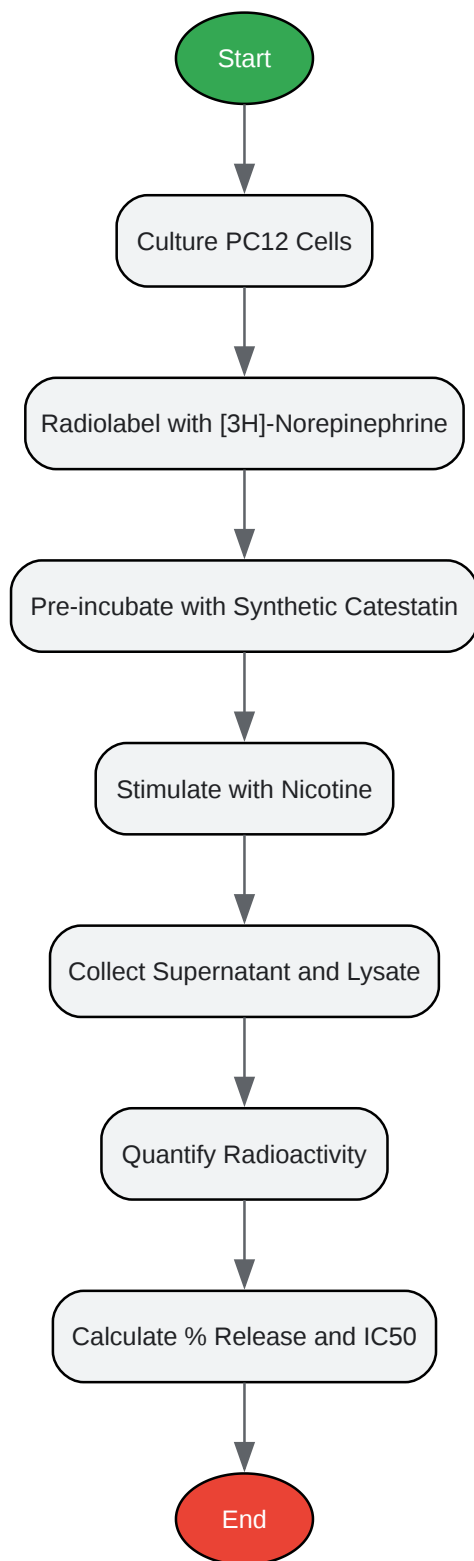 Start
Culture PC12 Cells
Radiolabel with [3H]-Norepinephrine
Pre-incubate with Synthetic Catestatin
Stimulate with Nicotine
Collect Supernatant and Lysate
Quantify Radioactivity
Calculate % Release and IC50
End